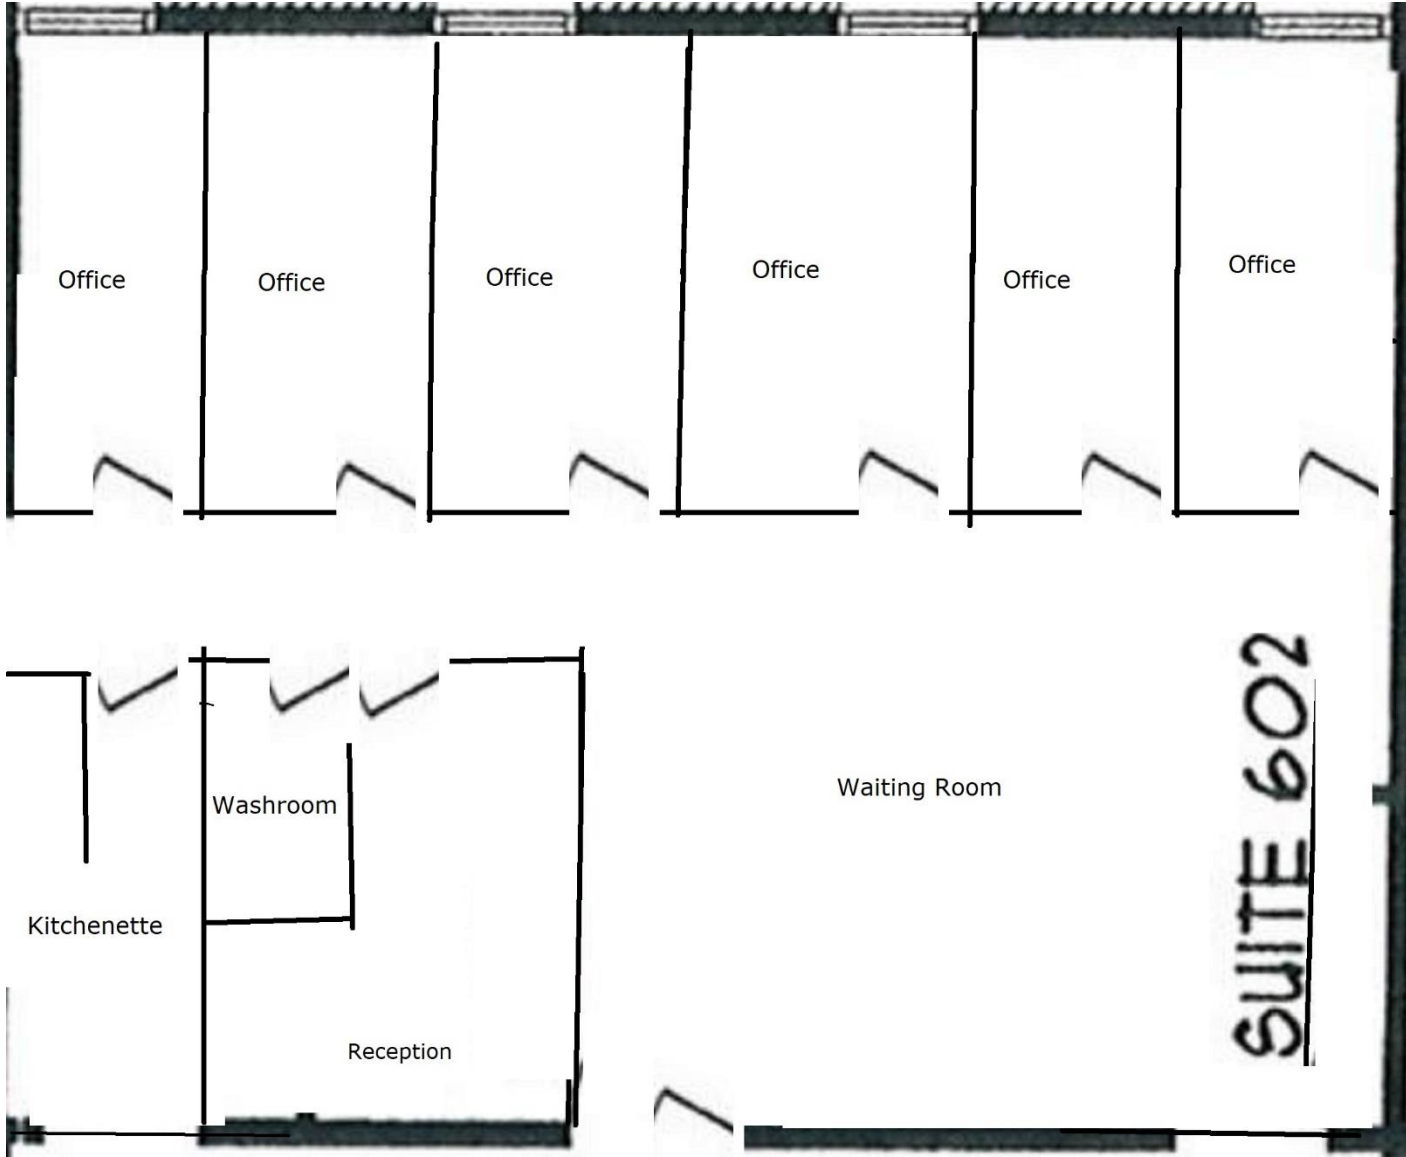 Office
Office
Office
Office
Office
Office
Washroom
Waiting Room
Kitchenette
Reception
SUITE 602